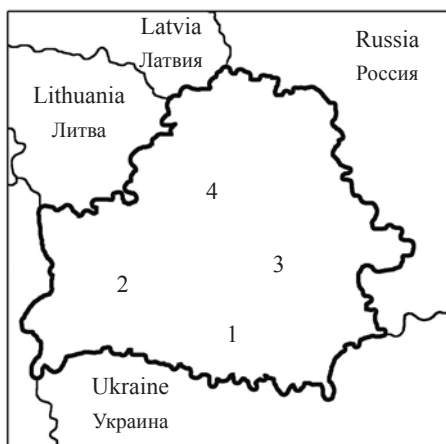 Latvia
Латвия
Russia
Россия
Lithuania
Литва
4
3
2
1
Ukraine
Украина